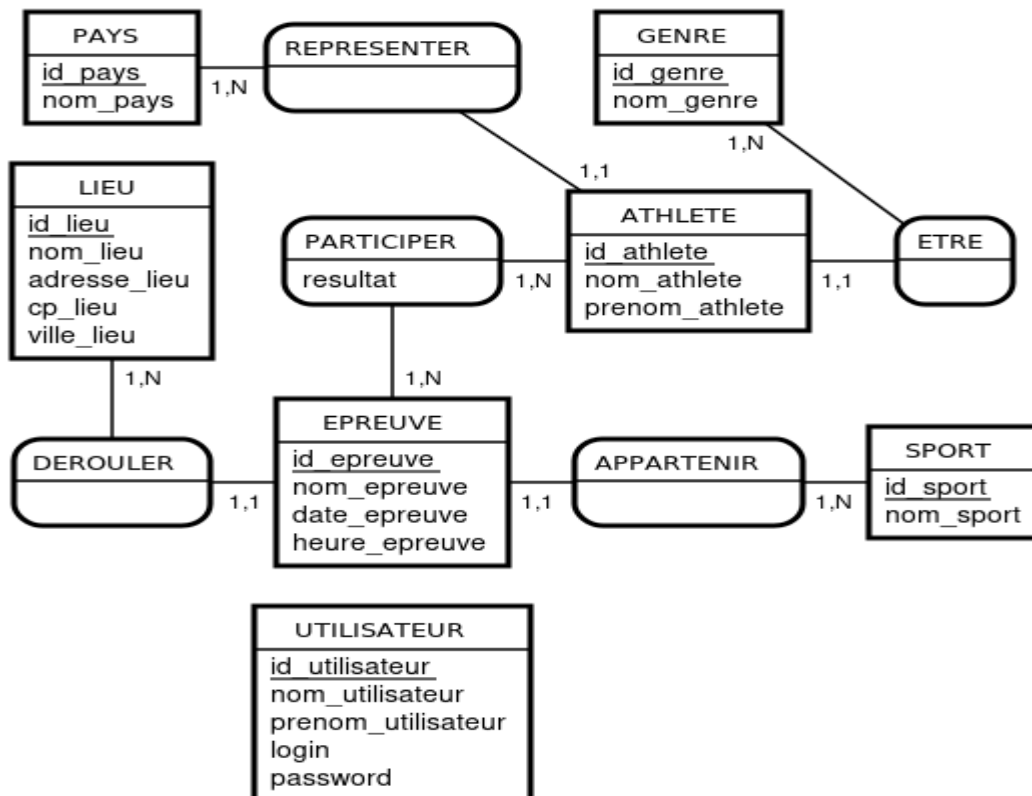 PAYS
id_pays
nom_pays
1,N
REPRESENTER
1,1
GENRE
id_genre
nom_genre
1,N
LIEU
id_lieu
nom_lieu
adresse_lieu
cp_lieu
ville_lieu
1,N
PARTICIPER
resultat
1,N
1,N
ATHLETE
id_athlete
nom_athlete
prenom_athlete
1,1
ETRE
DEROULER
1,1
EPREUVE
id_epreuve
nom_epreuve
date_epreuve
heure_epreuve
1,1
APPARTENIR
1,N
SPORT
id_sport
nom_sport
UTILISATEUR
id_utilisateur
nom_utilisateur
prenom_utilisateur
login
password